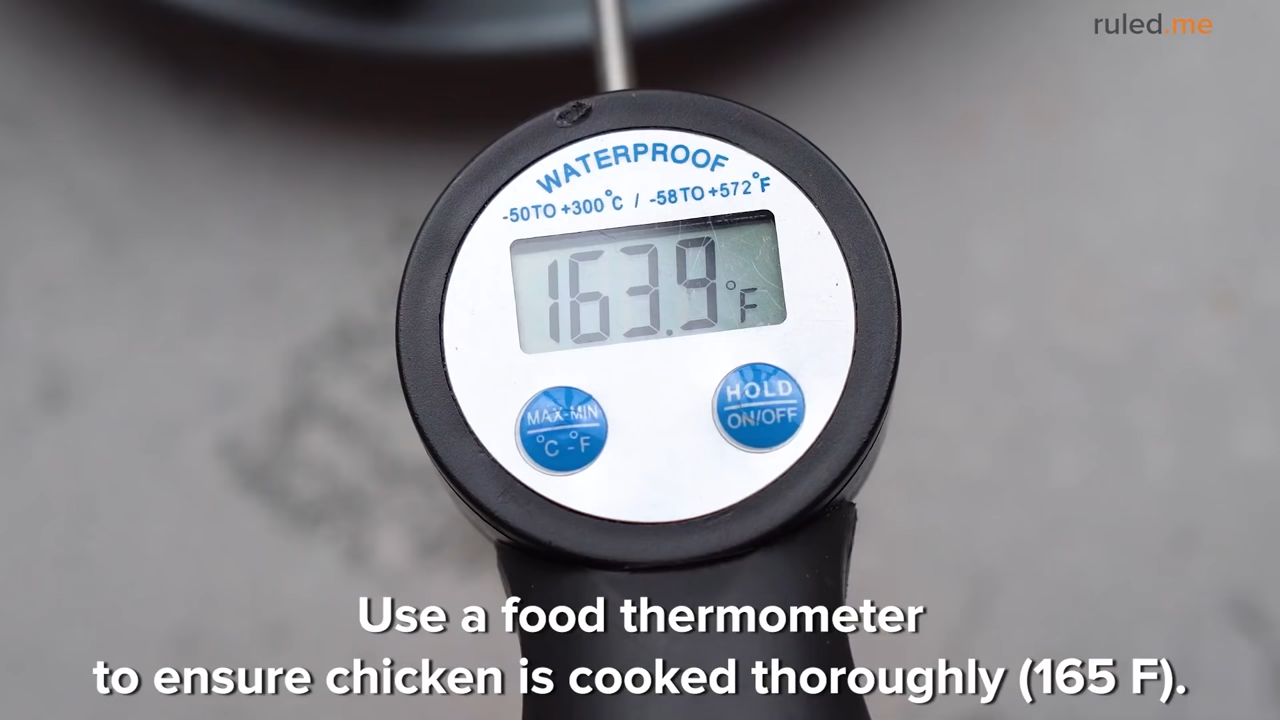 ruled.me
WATERPROOF
-50TO +300°C / -58TO +572°F
163.9°F
MAX-MIN
°C - °F
HOLD
ON/OFF
Use a food thermometer
to ensure chicken is cooked thoroughly (165 F).